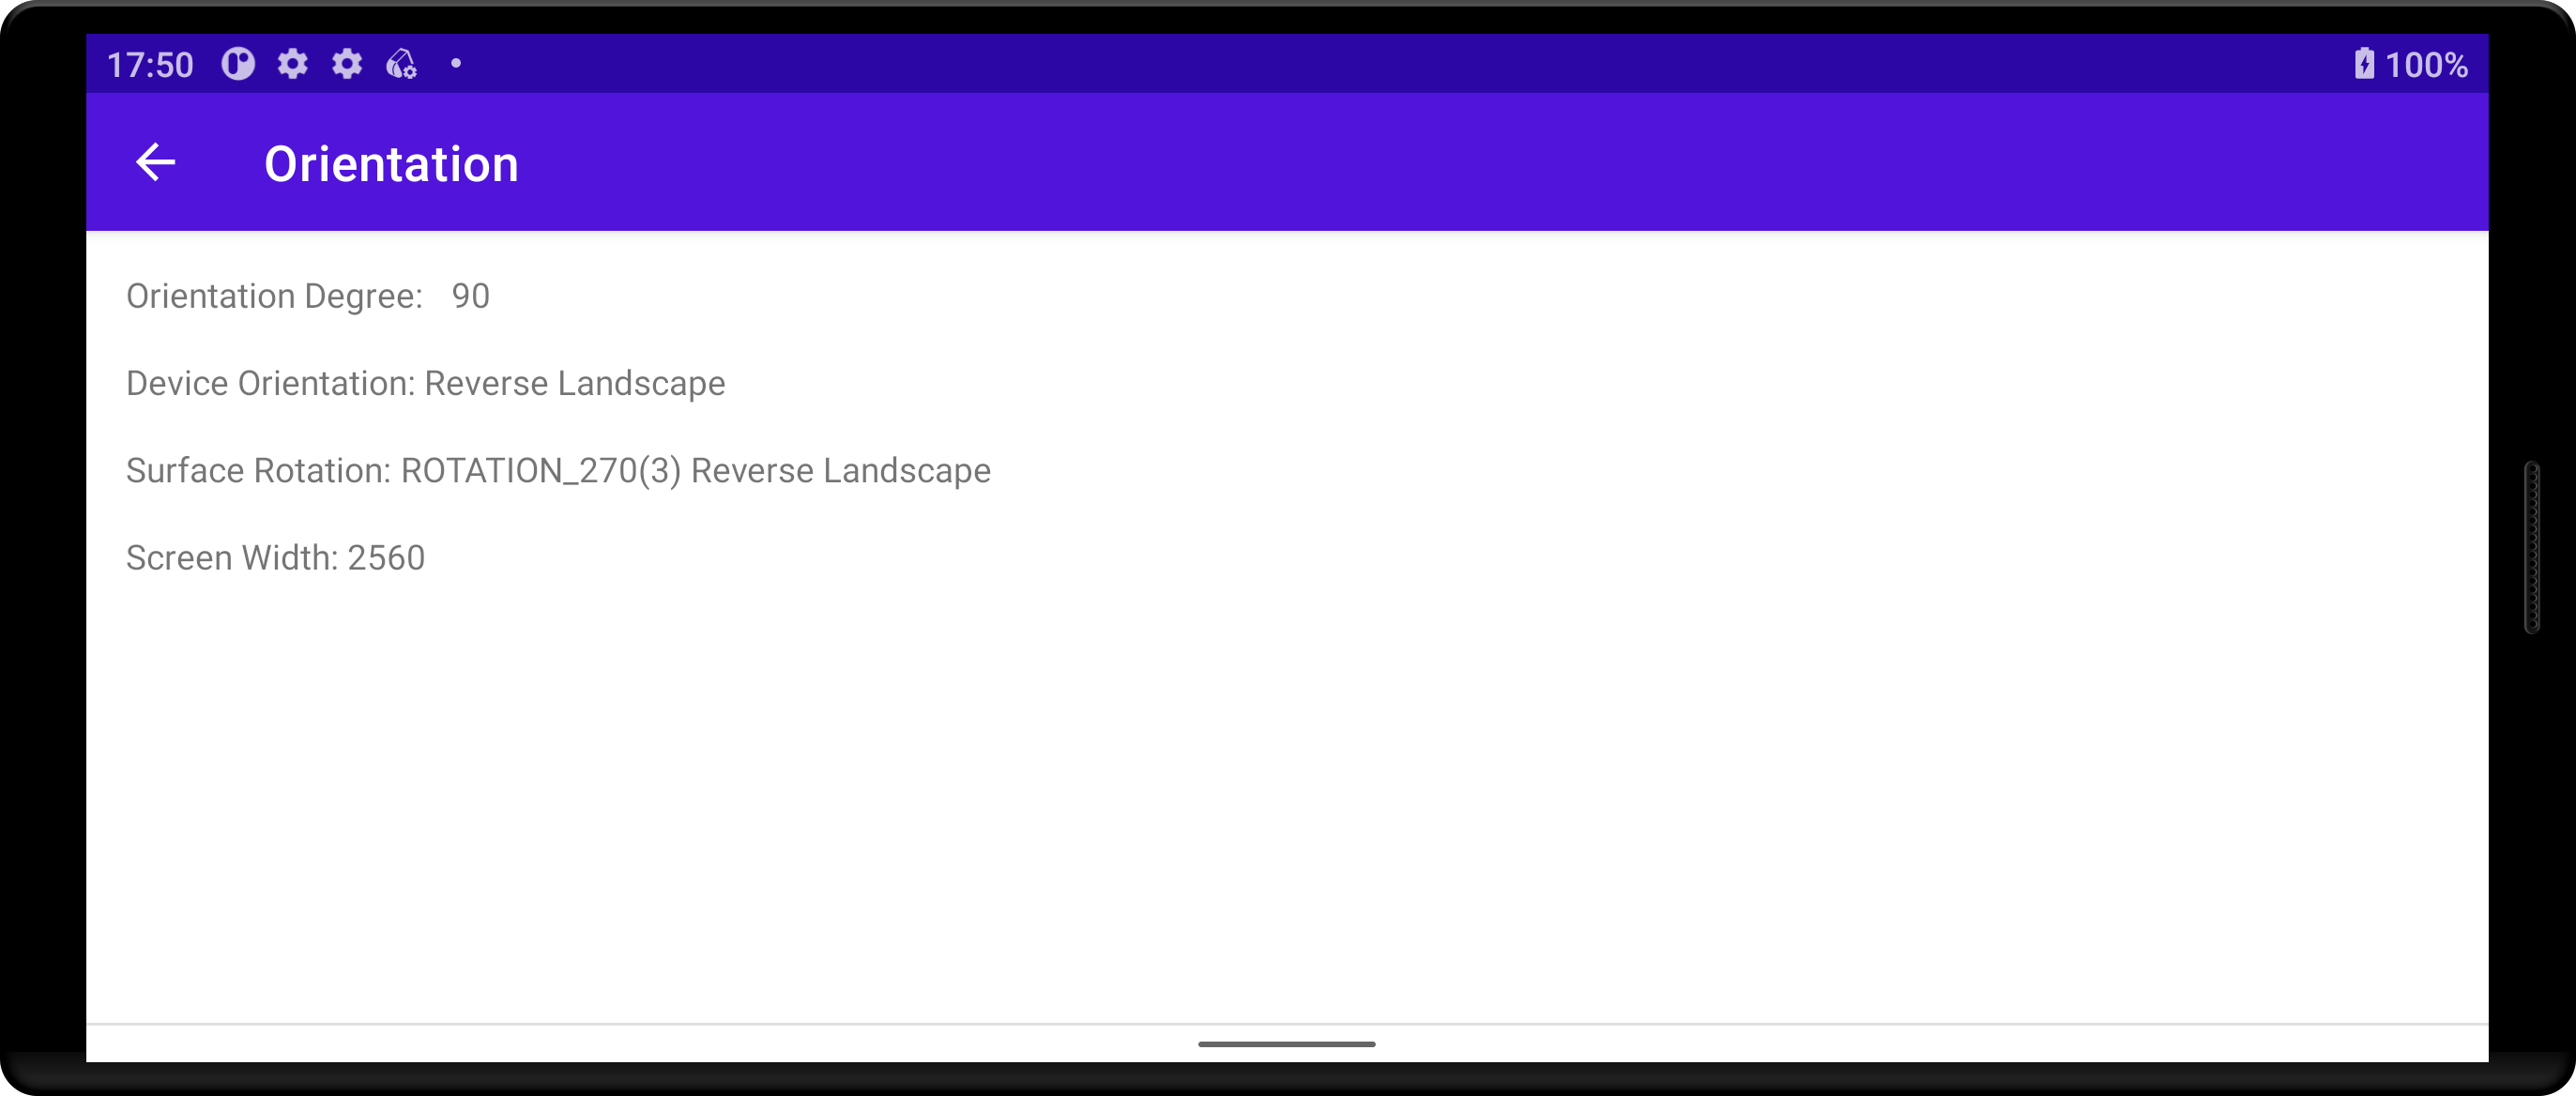 17:50
100%
Orientation
Orientation Degree: 90
Device Orientation: Reverse Landscape
Surface Rotation: ROTATION_270(3) Reverse Landscape
Screen Width: 2560